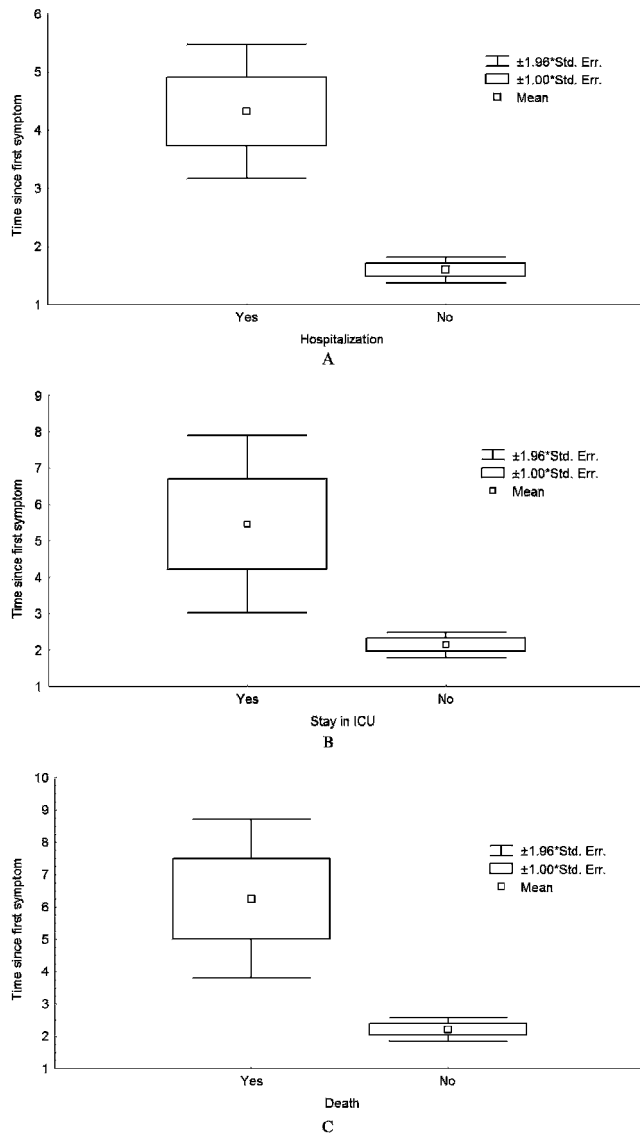 6
5
4
3
2
1
Time since first symptom
±1.96*Std. Err.
±1.00*Std. Err.
Mean
Yes No
Hospitalization
A
9
8
7
6
5
4
3
2
1
Time since first symptom
±1.96*Std. Err.
±1.00*Std. Err.
Mean
Yes No
Stay in ICU
B
10
9
8
7
6
5
4
3
2
1
Time since first symptom
±1.96*Std. Err.
±1.00*Std. Err.
Mean
Yes No
Death
C